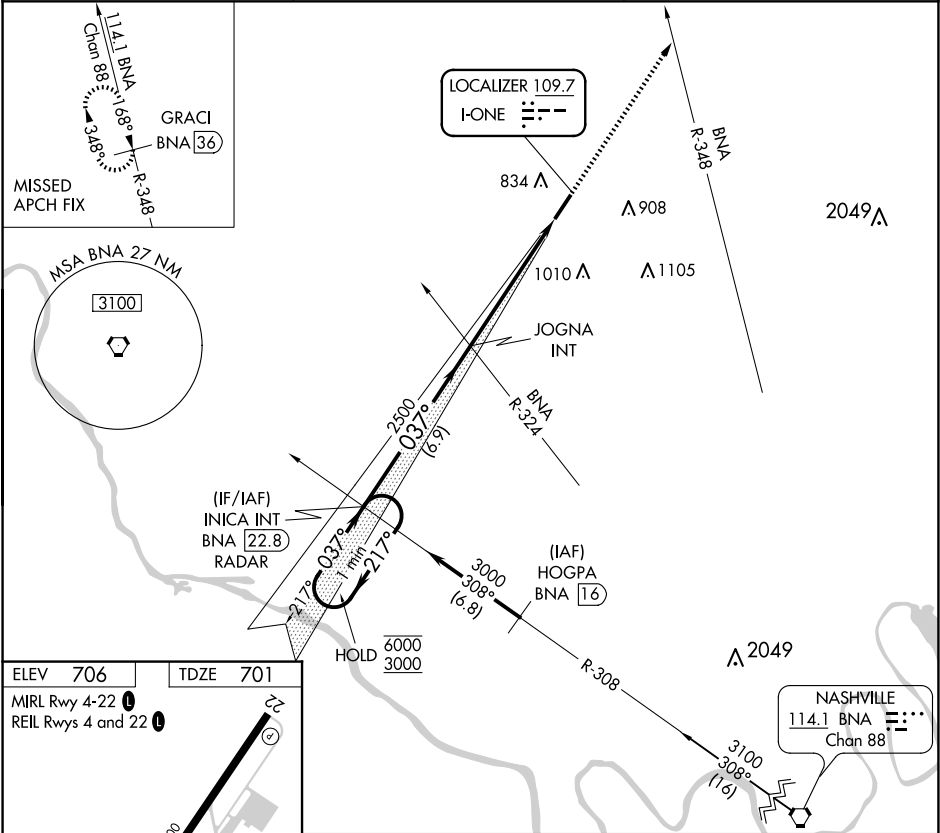 114.1 BNA
Chan 88
168°
348°
R-348
GRACI
BNA 36
MISSED
APCH FIX
MSA BNA 27 NM
3100
LOCALIZER 109.7
I-ONE
834
908
2049
1010
1105
BNA
R-348
JOGNA
INT
BNA
R-324
2500
037°
(6.9)
(IF/IAF)
INICA INT
BNA 22.8
RADAR
037°
1 min
217°
217°
HOLD
6000
3000
3000
308°
(6.8)
(IAF)
HOGPA
BNA 16
R-308
2049
3100
308°
(16)
NASHVILLE
114.1 BNA
Chan 88
ELEV 706
TDZE 701
MIRL Rwy 4-22 L
REIL Rwys 4 and 22 L
22
P